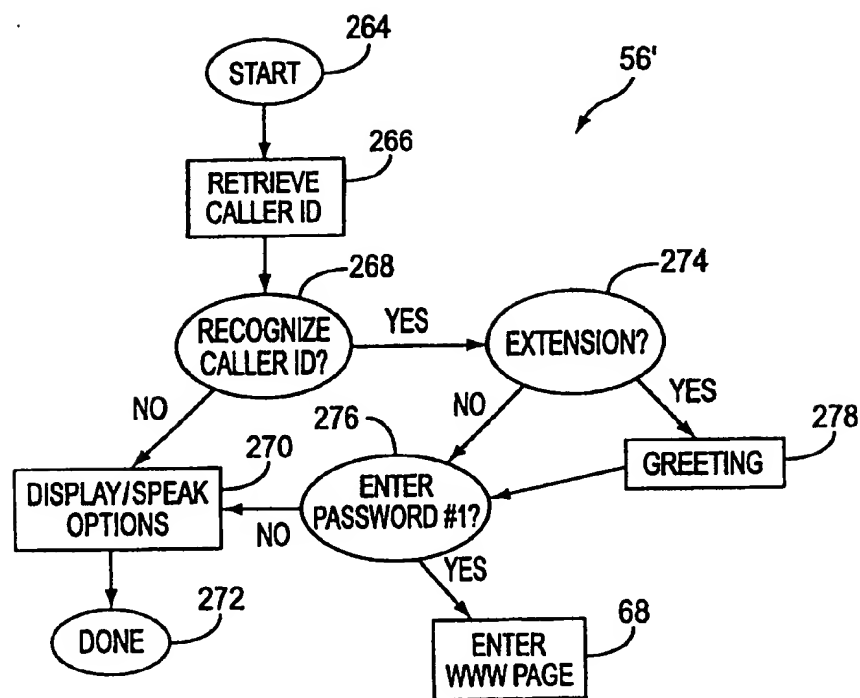 264
START
56'
266
RETRIEVE
CALLER ID
268
274
RECOGNIZE
CALLER ID?
YES
EXTENSION?
NO
276
NO
YES
278
270
DISPLAY/SPEAK
OPTIONS
NO
ENTER
PASSWORD #1?
GREETING
YES
272
DONE
68
ENTER
WWW PAGE